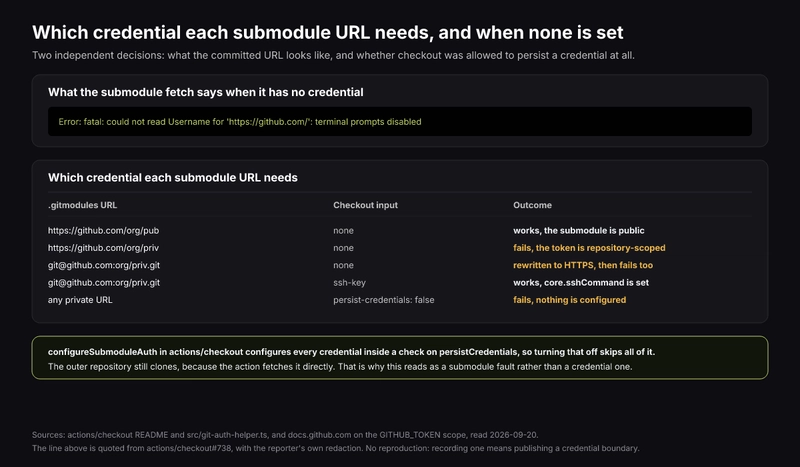 Which credential each submodule URL needs, and when none is set
Two independent decisions: what the committed URL looks like, and whether checkout was allowed to persist a credential at all.
What the submodule fetch says when it has no credential
Error: fatal: could not read Username for 'https://github.com/': terminal prompts disabled
Which credential each submodule URL needs
.gitmodules URL Checkout input Outcome
https://github.com/org/pub none works, the submodule is public
https://github.com/org/priv none fails, the token is repository-scoped
git@github.com:org/priv.git none rewritten to HTTPS, then fails too
git@github.com:org/priv.git ssh-key works, core.sshCommand is set
any private URL persist-credentials: false fails, nothing is configured
configureSubmoduleAuth in actions/checkout configures every credential inside a check on persistCredentials, so turning that off skips all of it.
The outer repository still clones, because the action fetches it directly. That is why this reads as a submodule fault rather than a credential one.
Sources: actions/checkout README and src/git-auth-helper.ts, and docs.github.com on the GITHUB_TOKEN scope, read 2026-09-20.
The line above is quoted from actions/checkout#738, with the reporter's own redaction. No reproduction: recording one means publishing a credential boundary.